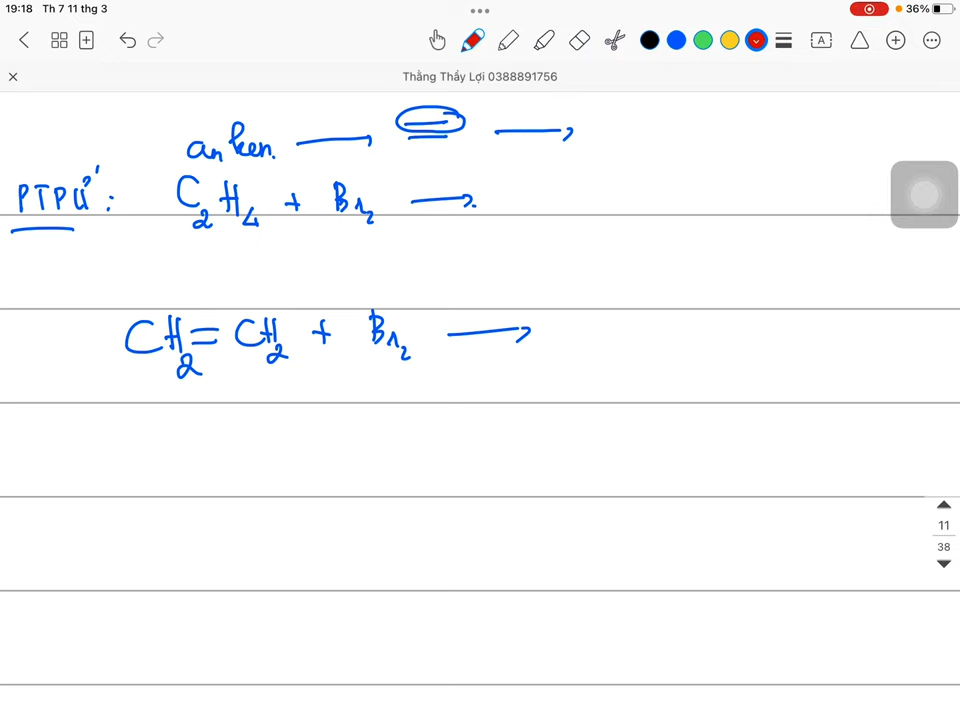 19:18 Th 7 11 thg 3
36%
A
Thằng Thầy Lợi 0388891756
anken. ⟶ = ⟶
PTPƯ': C₂H₄ + Br₂ ⟶
CH₂=CH₂ + Br₂ ⟶
11
38